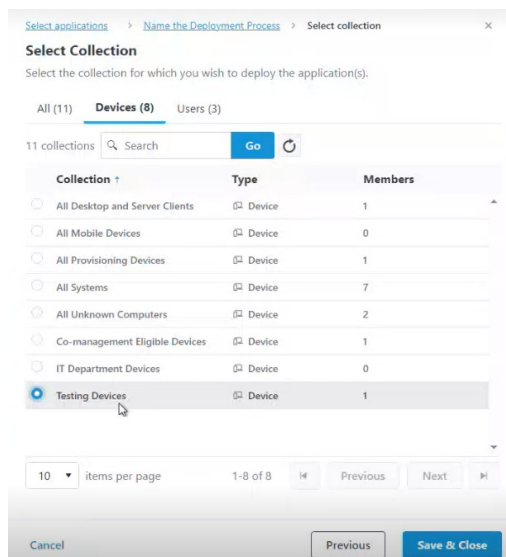 Select applications > Name the Deployment Process > Select collection ×
Select Collection
Select the collection for which you wish to deploy the application(s).
All (11) Devices (8) Users (3)
11 collections Search Go
Collection ↑ Type Members
All Desktop and Server Clients Device 1
All Mobile Devices Device 0
All Provisioning Devices Device 1
All Systems Device 7
All Unknown Computers Device 2
Co-management Eligible Devices Device 1
IT Department Devices Device 0
Testing Devices Device 1
10 items per page 1-8 of 8 Previous Next
Cancel Previous Save & Close